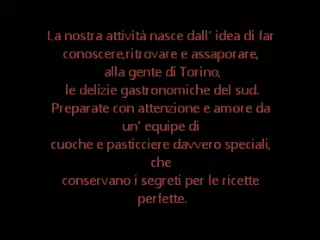 La nostra attività nasce dall' idea di far
conoscere,ritrovare e assaporare,
alla gente di Torino,
le delizie gastronomiche del sud.
Preparate con attenzione e amore da
un' equipe di
cuoche e pasticciere davvero speciali,
che
conservano i segreti per le ricette
perfette.